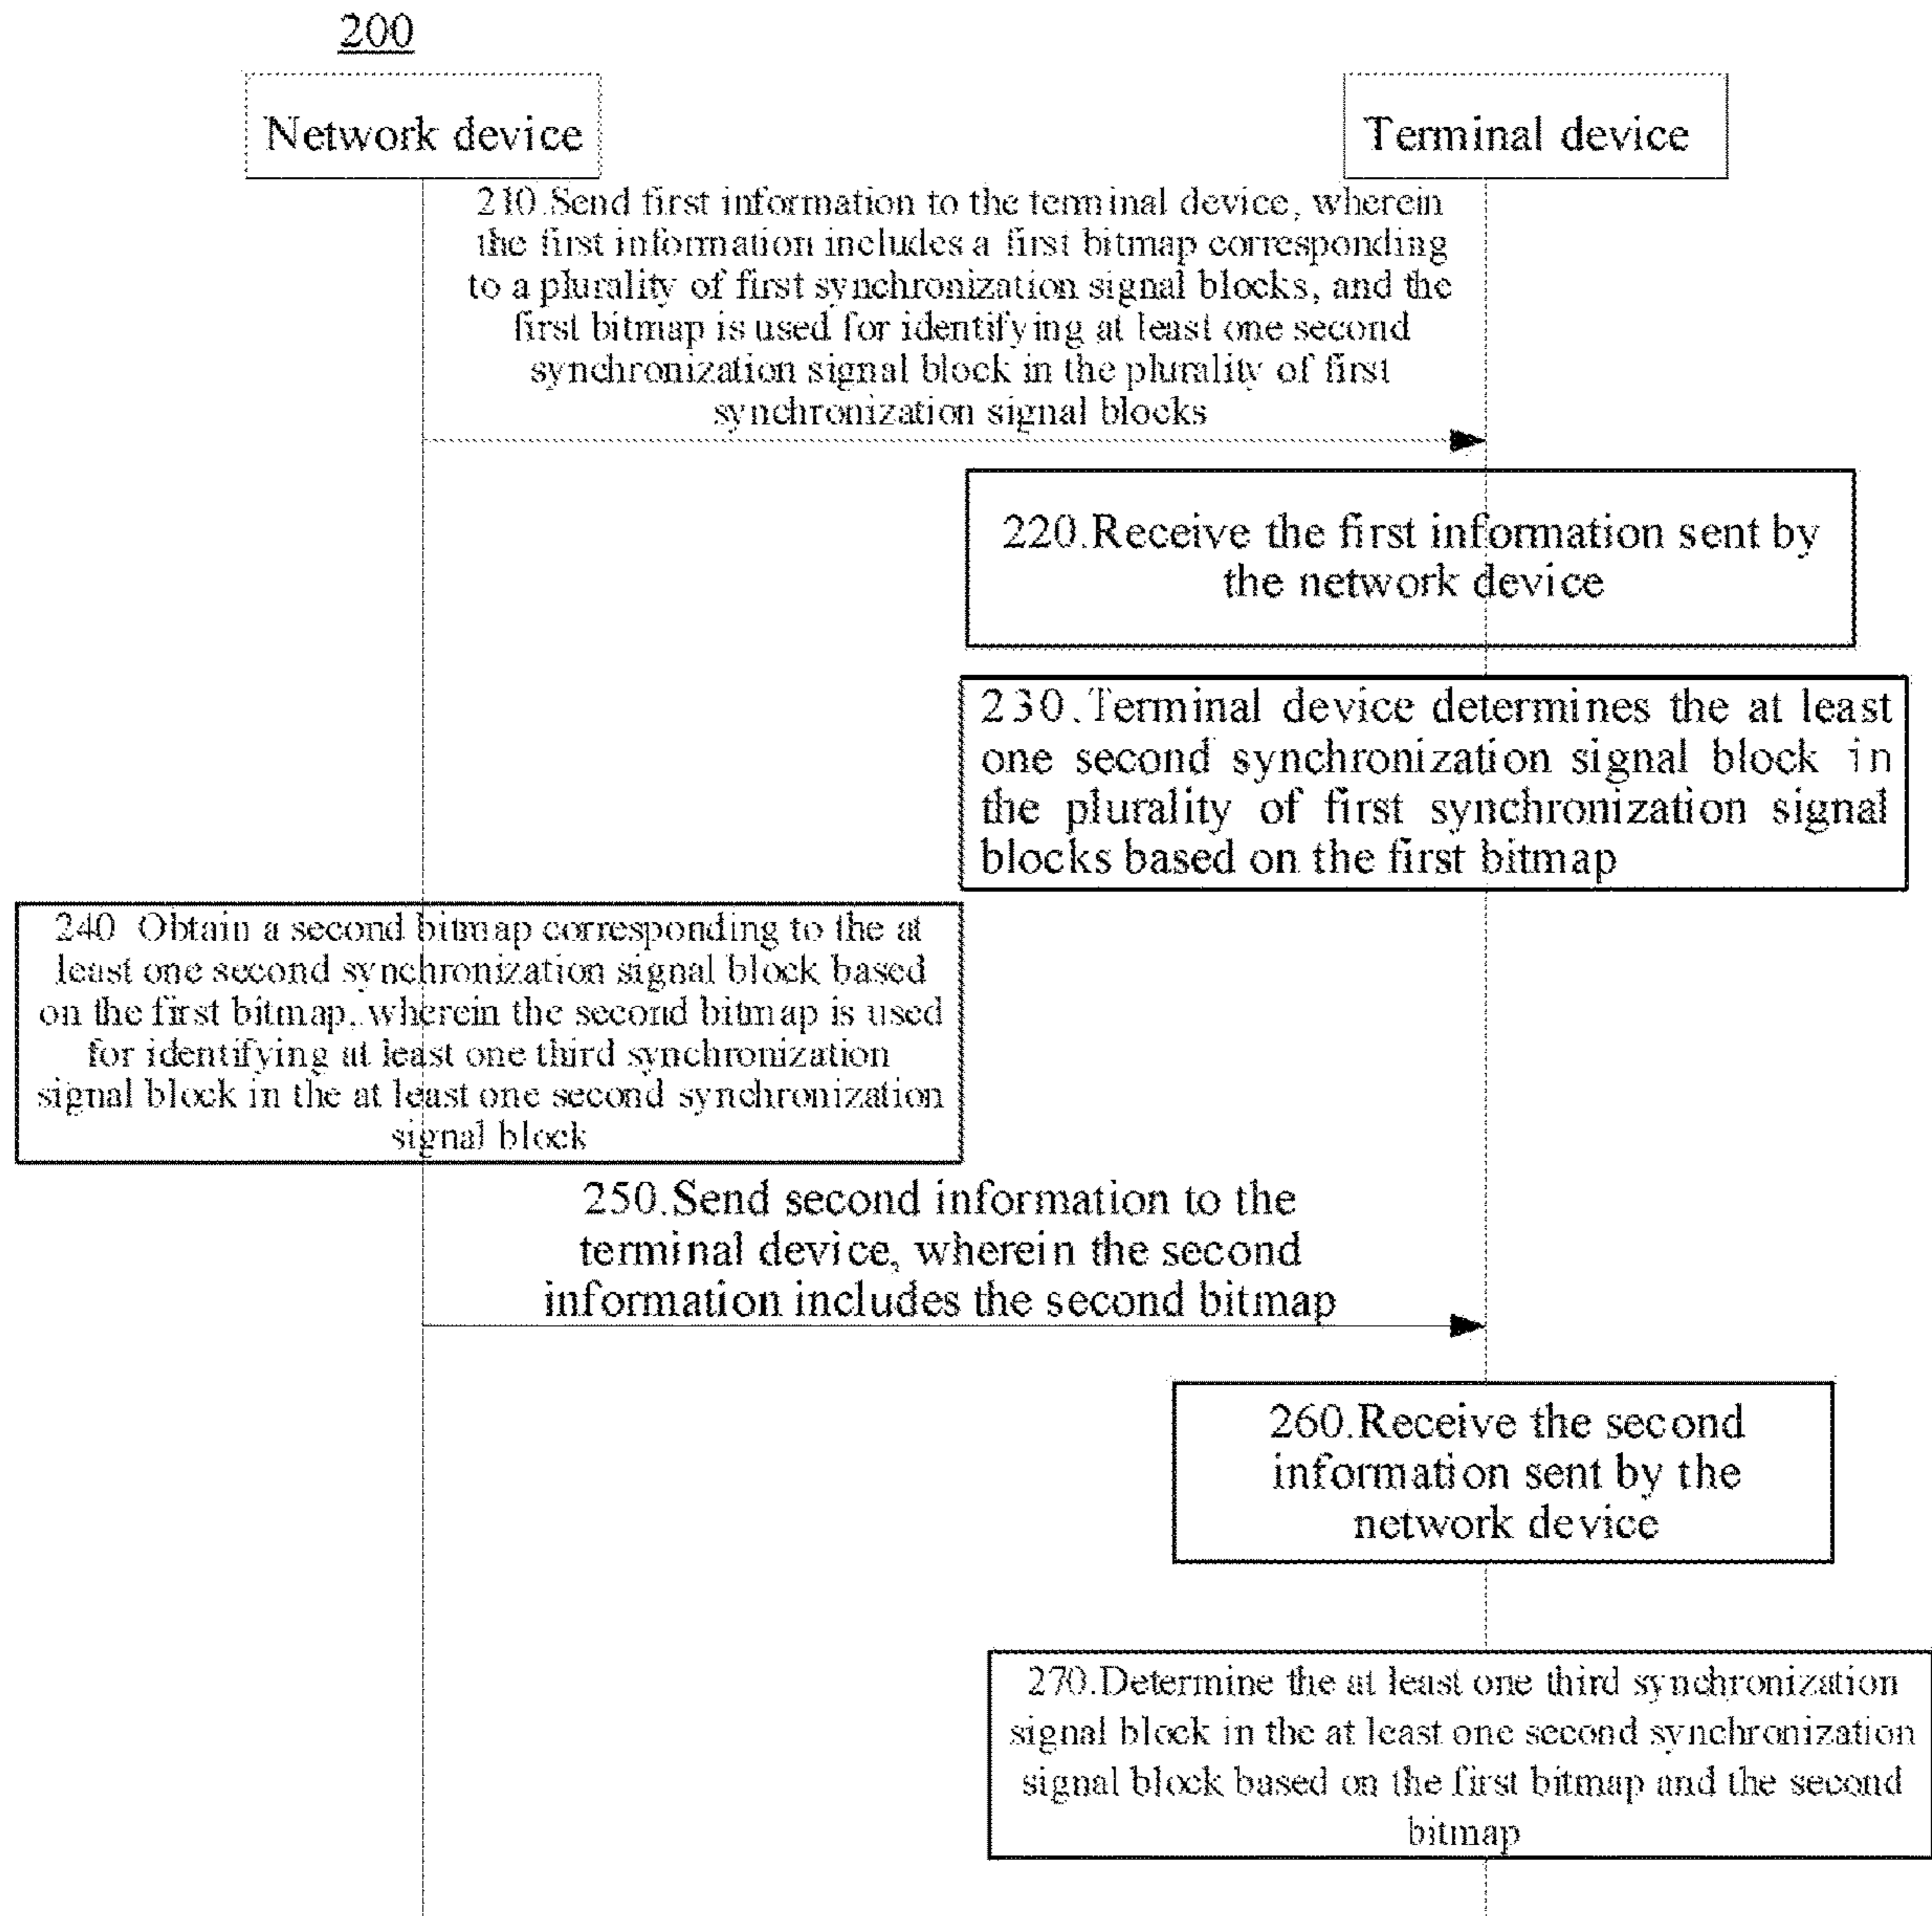 200
Network device
Terminal device
210.Send first information to the terminal device, wherein
the first information includes a first bitmap corresponding
to a plurality of first synchronization signal blocks, and the
first bitmap is used for identifying at least one second
synchronization signal block in the plurality of first
synchronization signal blocks
220.Receive the first information sent by
the network device
230.Terminal device determines the at least
one second synchronization signal block in
the plurality of first synchronization signal
blocks based on the first bitmap
240 Obtain a second bitmap corresponding to the at
least one second synchronization signal block based
on the first bitmap, wherein the second bitmap is used
for identifying at least one third synchronization
signal block in the at least one second synchronization
signal block
250.Send second information to the
terminal device, wherein the second
information includes the second bitmap
260.Receive the second
information sent by the
network device
270.Determine the at least one third synchronization
signal block in the at least one second synchronization
signal block based on the first bitmap and the second
bitmap